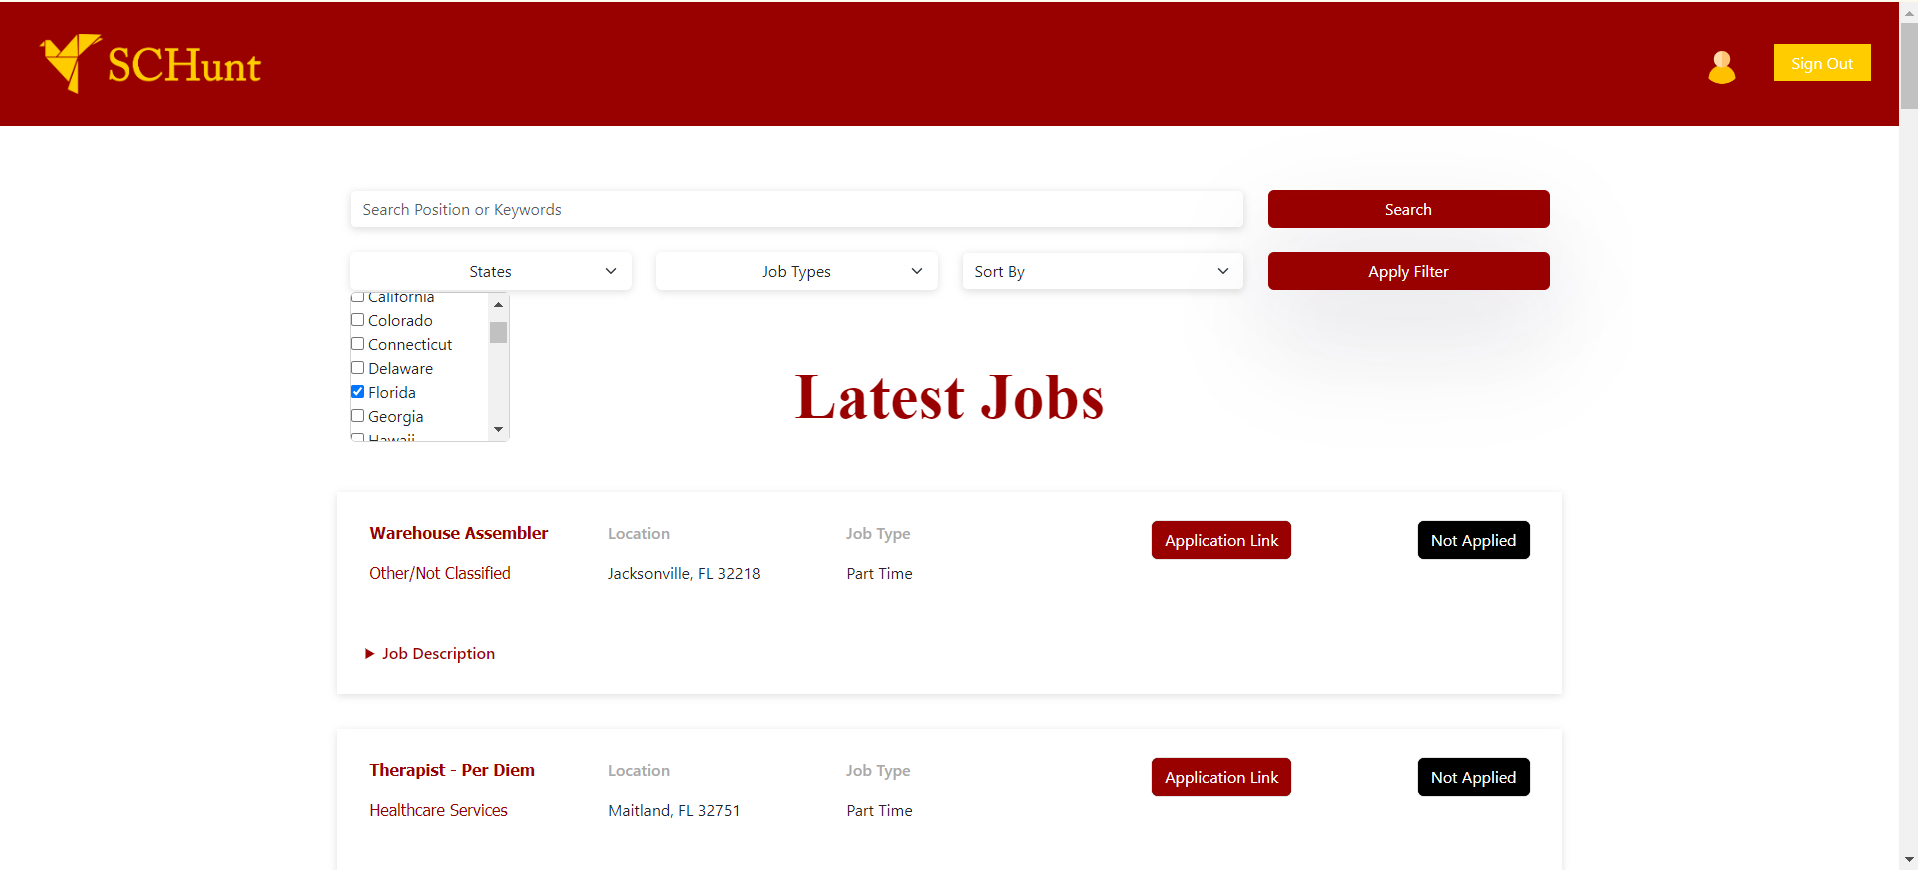 SCHunt
Sign Out
Search Position or Keywords
Search
States
Job Types
Sort By
Apply Filter
California
Colorado
Connecticut
Delaware
Florida
Georgia
Hawaii
Latest Jobs
Warehouse Assembler
Location
Job Type
Application Link
Not Applied
Other/Not Classified
Jacksonville, FL 32218
Part Time
Job Description
Therapist - Per Diem
Location
Job Type
Application Link
Not Applied
Healthcare Services
Maitland, FL 32751
Part Time